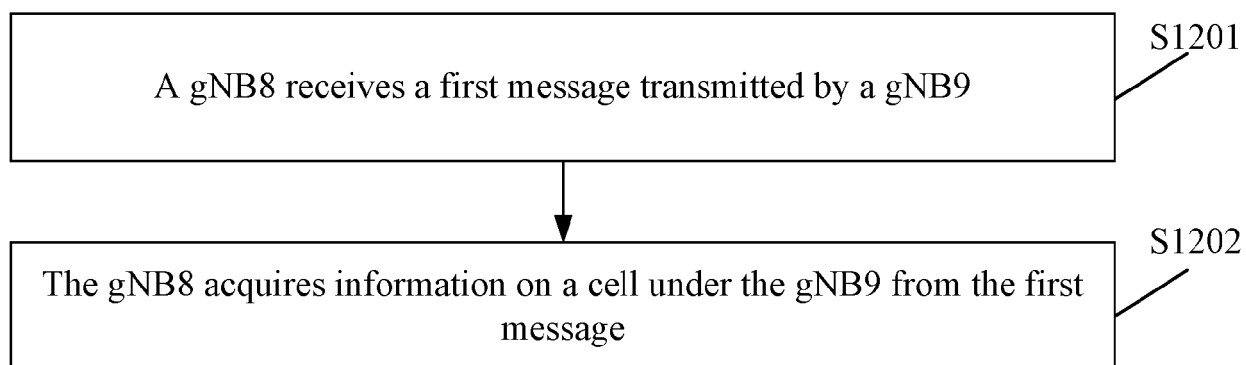 S1201
A gNB8 receives a first message transmitted by a gNB9
S1202
The gNB8 acquires information on a cell under the gNB9 from the first
message